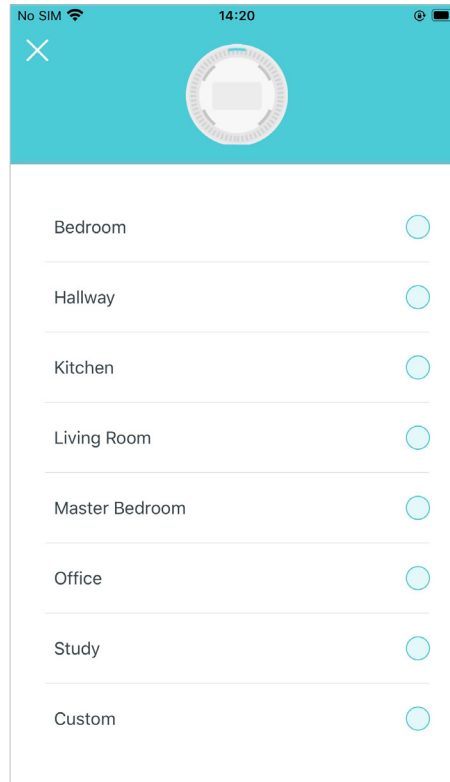 No SIM
14:20
Bedroom
Hallway
Kitchen
Living Room
Master Bedroom
Office
Study
Custom